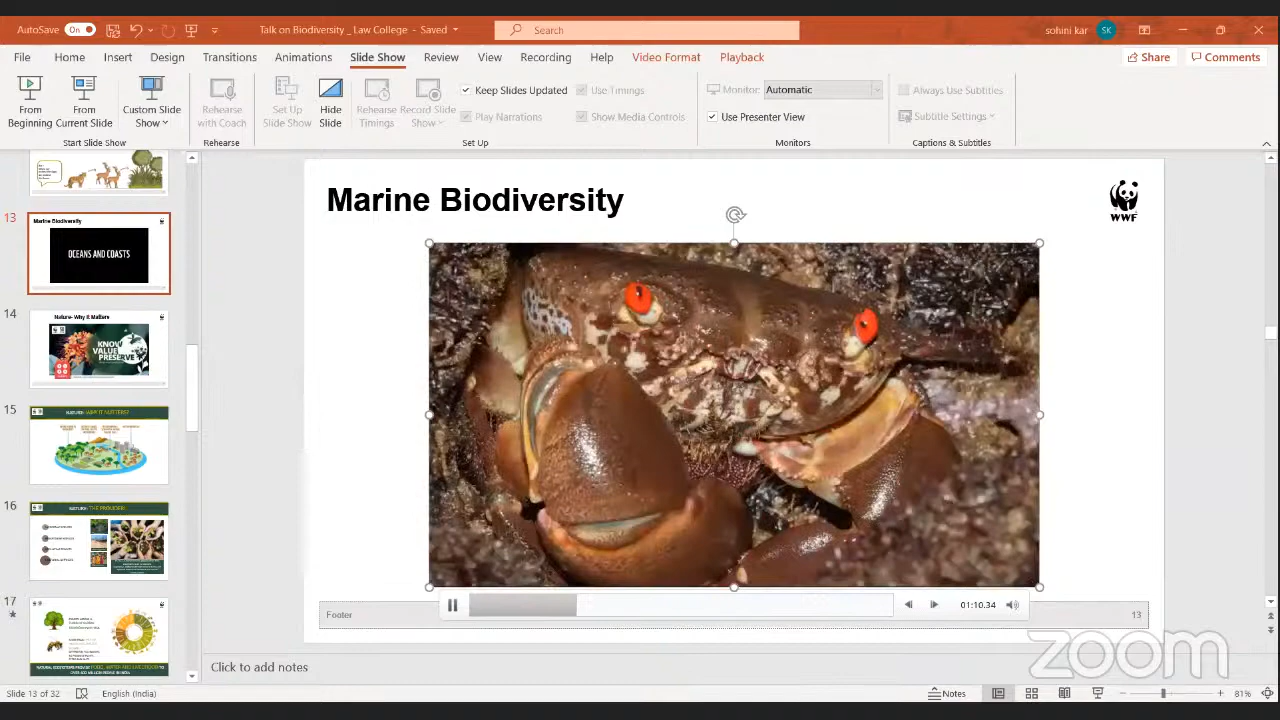 AutoSave On
Talk on Biodiversity _ Law College - Saved
Search
sohini kar SK
File Home Insert Design Transitions Animations Slide Show Review View Recording Help Video Format Playback
Share Comments
From Beginning
From Current Slide
Custom Slide Show
Rehearse with Coach
Set Up Slide Show
Hide Slide
Rehearse Timings
Record Slide Show
Keep Slides Updated
Play Narrations
Use Timings
Show Media Controls
Monitor: Automatic
Use Presenter View
Always Use Subtitles
Subtitle Settings
Start Slide Show Rehearse Set Up Monitors Captions & Subtitles
13
Marine Biodiversity
OCEANS AND COASTS
14
Nature- Why It Matters
KNOW
VALUE
PRESERVE
15
NATURE: WHY IT MATTERS?
16
NATURE: THE PROVIDER
17
Marine Biodiversity
WWF
01:10.34
Footer 13
zoom
Click to add notes
Slide 13 of 32 English (India) Notes 81%